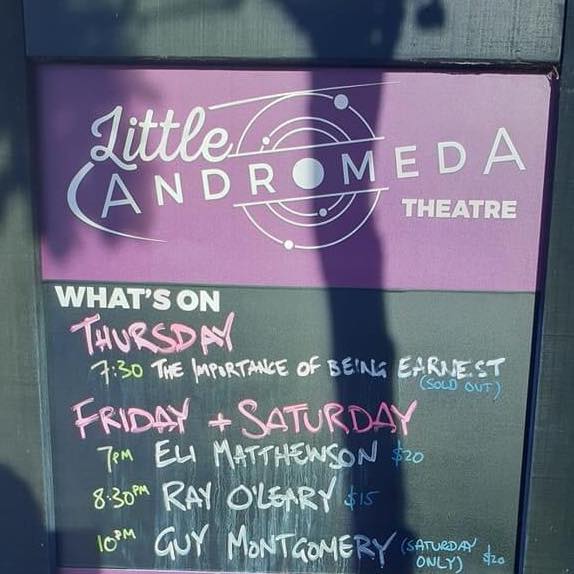 Little
ANDROMEDA
THEATRE
WHAT'S ON
THURSDAY
7:30 THE IMPORTANCE OF BEING EARNEST
(SOLD OUT)
FRIDAY + SATURDAY
7PM ELI MATTHEWSON $20
8:30PM RAY O'LEARY $15
10PM GUY MONTGOMERY (SATURDAY ONLY) $20